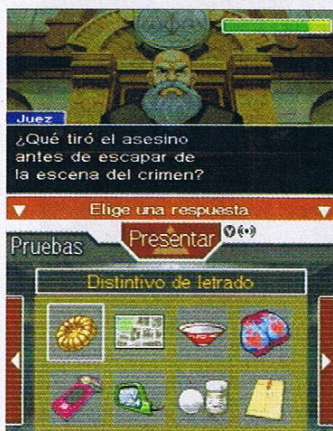 Juez
¿Qué tiró el asesino
antes de escapar de
la escena del crimen?
Elige una respuesta
Pruebas
Presentar
Y
Distintivo de letrado